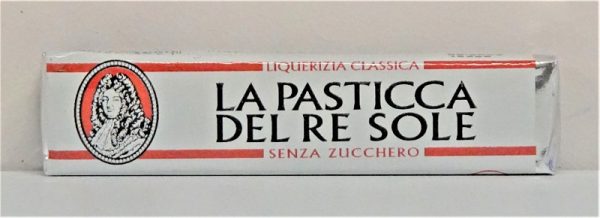 LIQUERIZIA CLASSICA
LA PASTICCA
DEL RE SOLE
SENZA ZUCCHERO